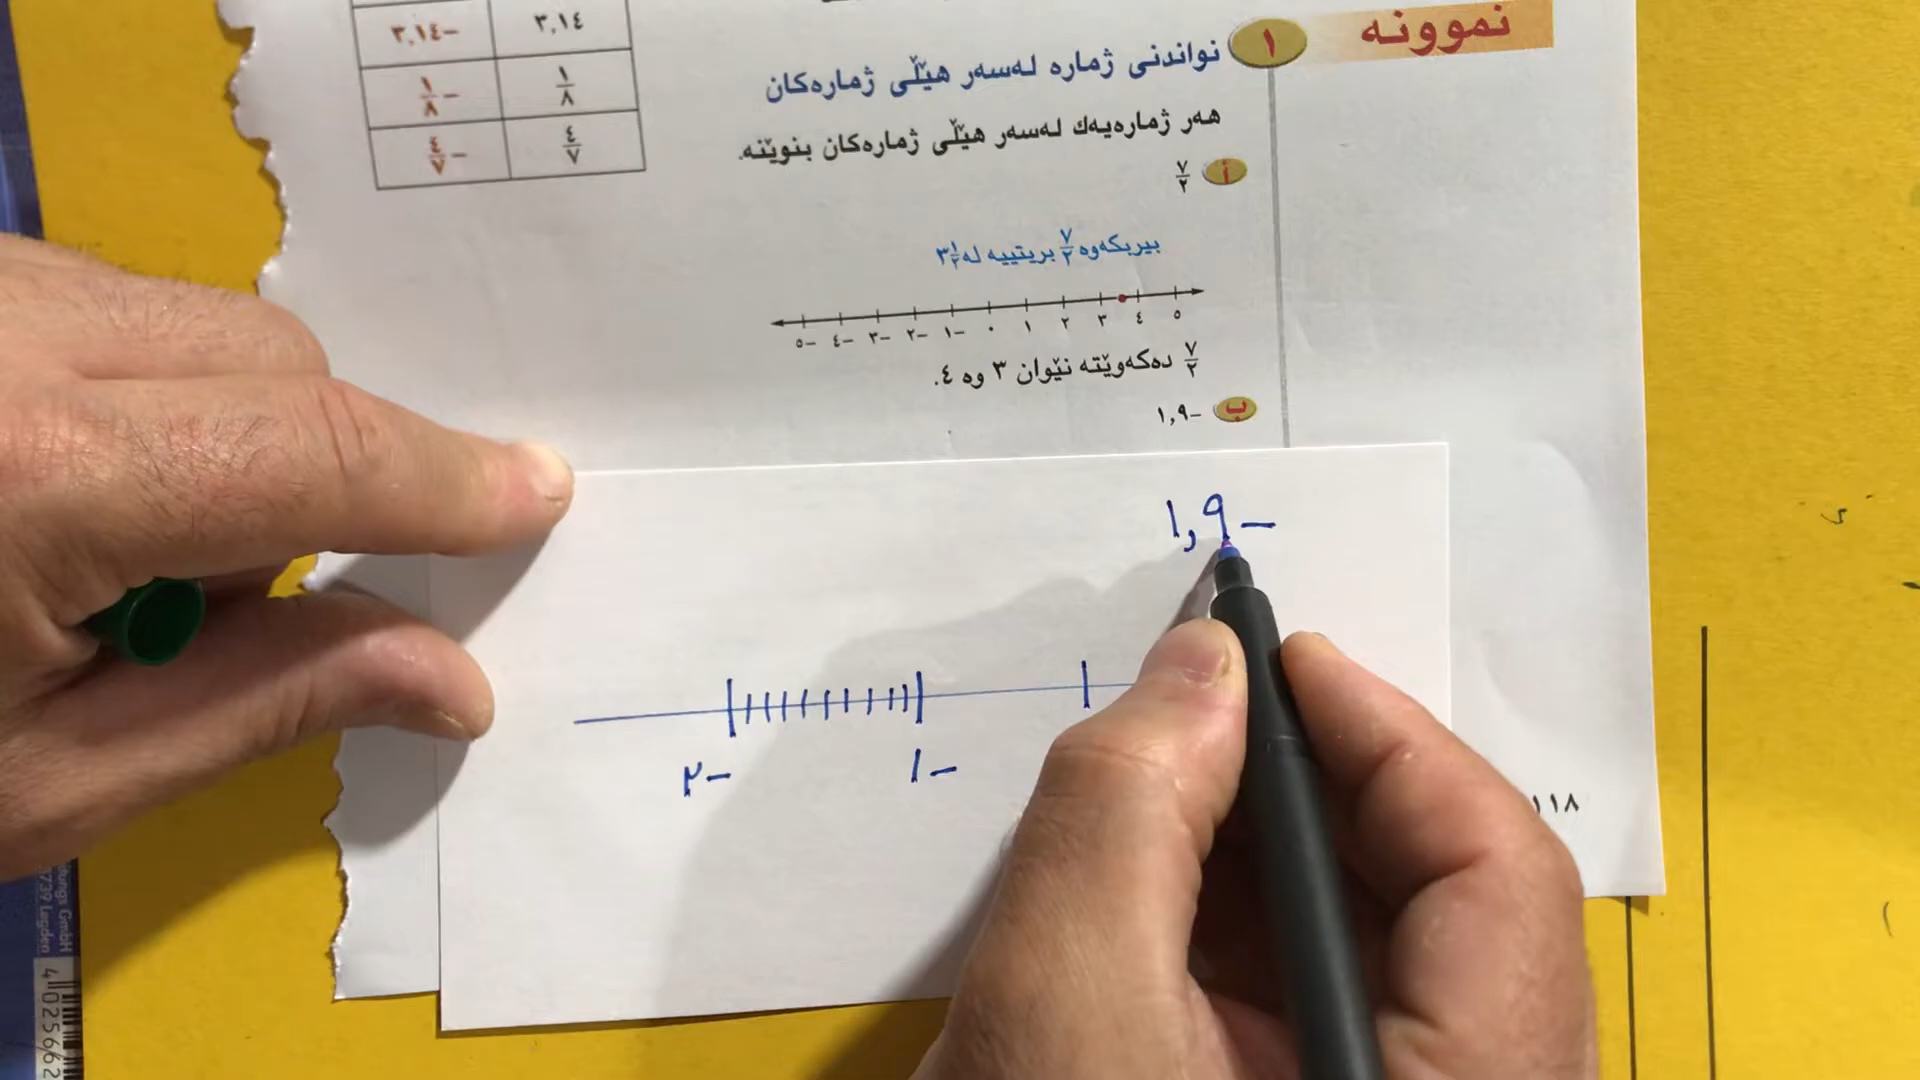 نموونە
١ نواندنی ژمارە لەسەر هێڵی ژمارەکان
هەر ژمارەیەك لەسەر هێڵی ژمارەکان بنوێنە.
أ ٧/٢
بیربکەوە ٧/٢ بریتییە لە ٣ ١/٢
−٥ −٤ −٣ −٢ −١ ٠ ١ ٢ ٣ ٤ ٥
٧/٢ دەکەوێتە نێوان ٣ وە ٤.
ب −١,٩
٣,١٤ −٣,١٤
١/٨ −١/٨
٤/٧ −٤/٧
−١,٩
−٢ −١
١١٨